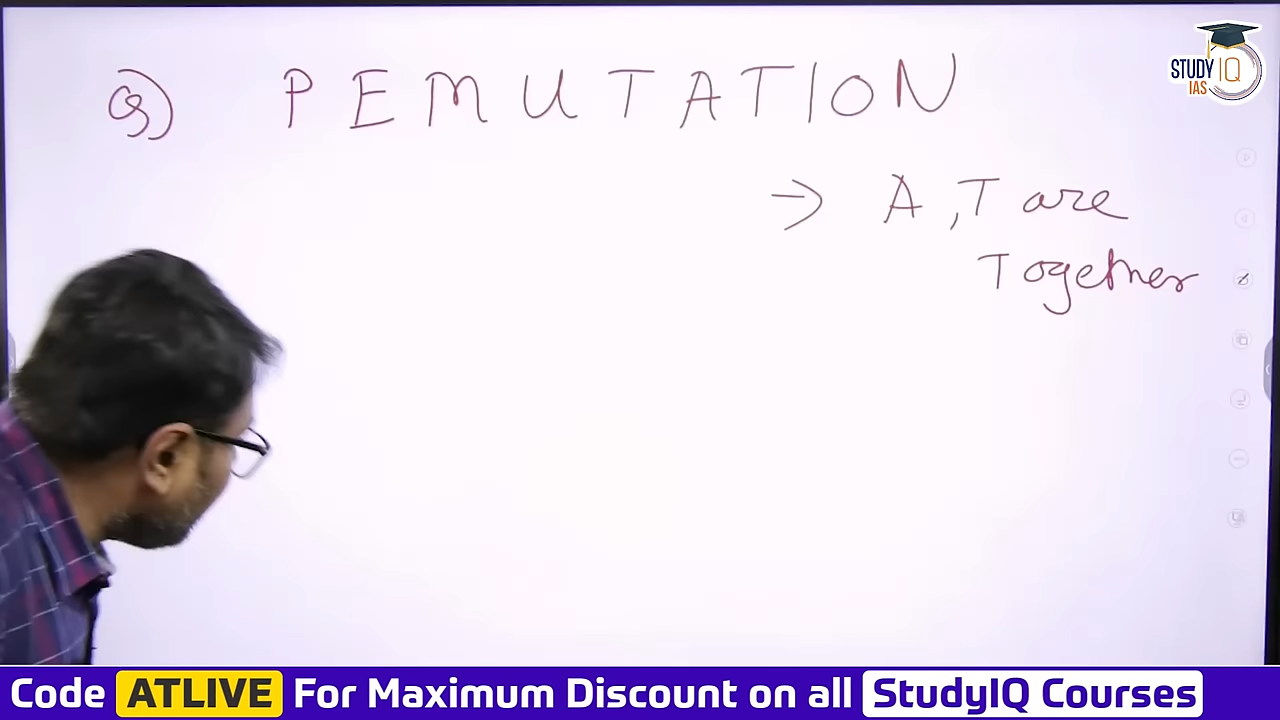 Q) PEMUTATION
→ A, T are
Together
STUDY IQ
IAS
Code ATLIVE For Maximum Discount on all StudyIQ Courses